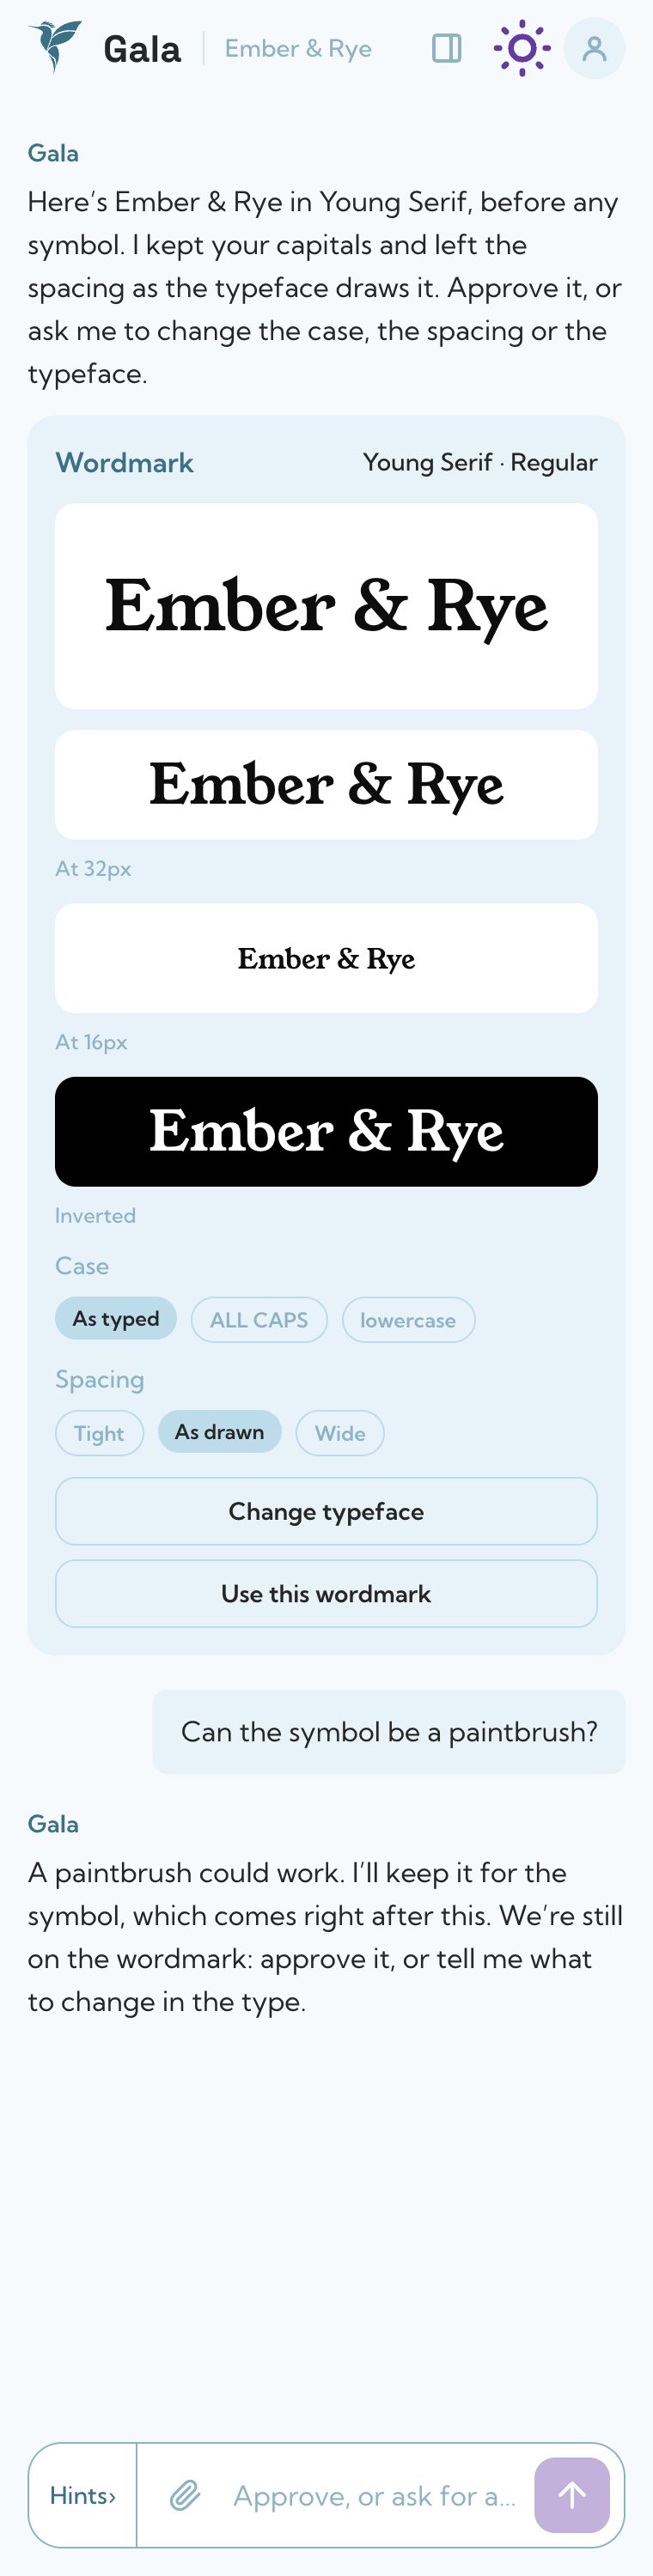 Gala
Ember & Rye
Gala
Here’s Ember & Rye in Young Serif, before any
symbol. I kept your capitals and left the
spacing as the typeface draws it. Approve it, or
ask me to change the case, the spacing or the
typeface.
Wordmark
Young Serif · Regular
Ember & Rye
Ember & Rye
At 32px
Ember & Rye
At 16px
Ember & Rye
Inverted
Case
As typed
ALL CAPS
lowercase
Spacing
Tight
As drawn
Wide
Change typeface
Use this wordmark
Can the symbol be a paintbrush?
Gala
A paintbrush could work. I’ll keep it for the
symbol, which comes right after this. We’re still
on the wordmark: approve it, or tell me what
to change in the type.
Hints›
Approve, or ask for a...